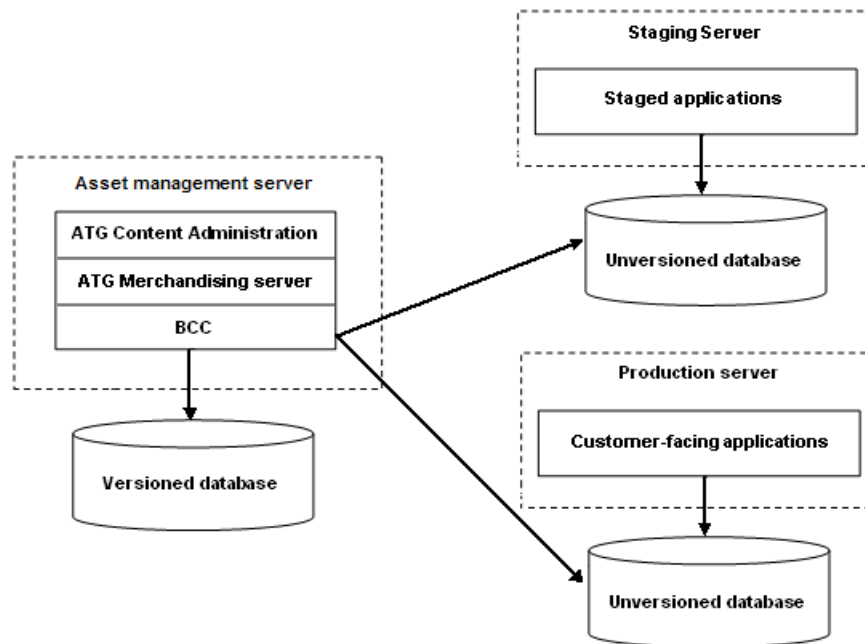 Staging Server
Staged applications
Unversioned database
Asset management server
ATG Content Administration
ATG Merchandising server
BCC
Versioned database
Production server
Customer-facing applications
Unversioned database